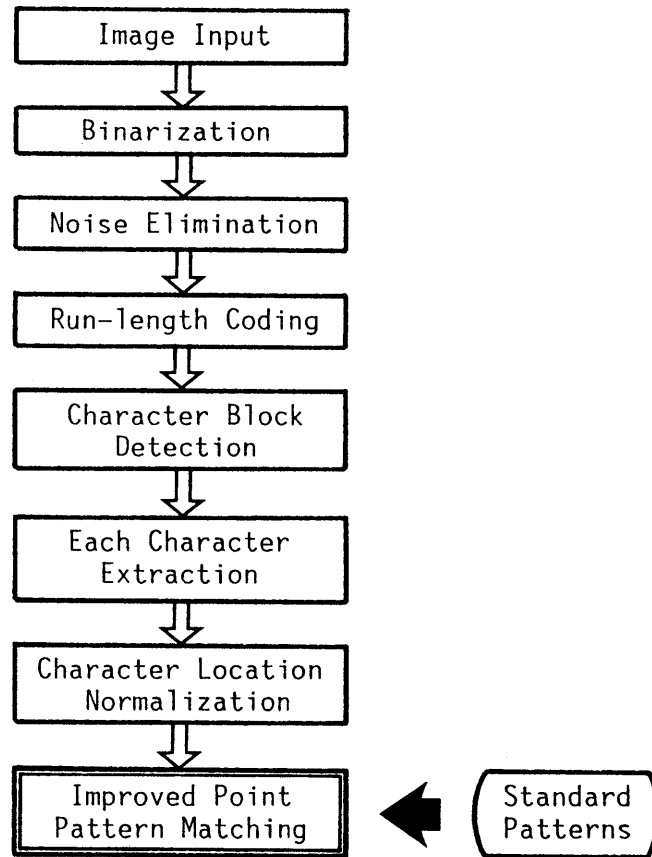 Image Input
Binarization
Noise Elimination
Run-length Coding
Character Block
Detection
Each Character
Extraction
Character Location
Normalization
Improved Point
Pattern Matching
Standard
Patterns